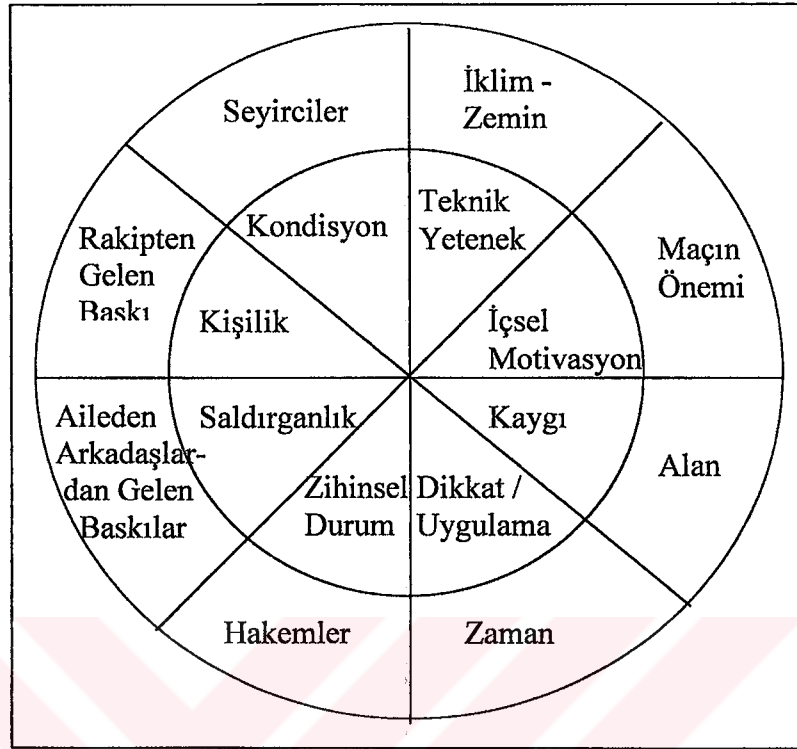 Seyirciler
İklim -
Zemin
Kondisyon
Teknik
Yetenek
Rakipten
Gelen
Baskı
Maçın
Önemi
Kişilik
İçsel
Motivasyon
Aileden
Arkadaşlar-
dan Gelen
Baskılar
Saldırganlık
Kaygı
Alan
Zihinsel
Durum
Dikkat /
Uygulama
Hakemler
Zaman